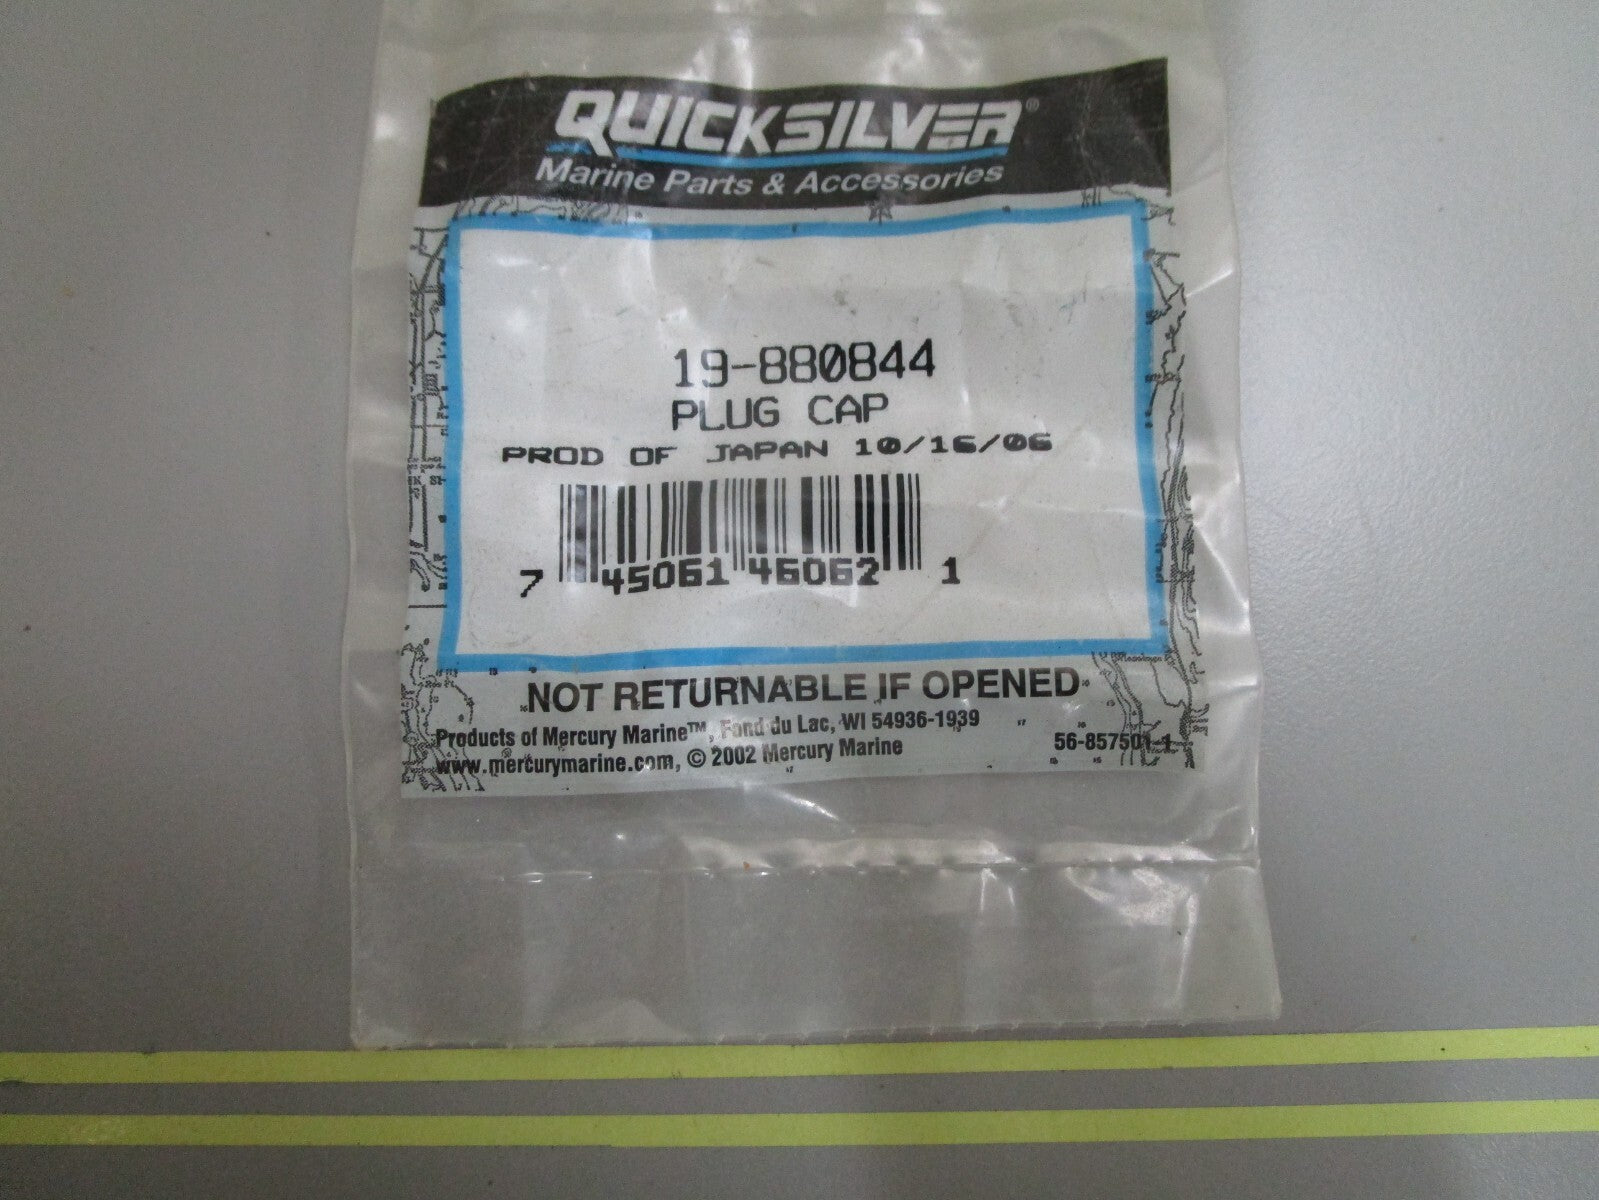 QUICKSILVER®
Marine Parts & Accessories
19-880844
PLUG CAP
PROD OF JAPAN 10/16/06
7 45061 46062 1
NOT RETURNABLE IF OPENED
Products of Mercury Marine™, Fond du Lac, WI 54936-1939
www.mercurymarine.com, © 2002 Mercury Marine
56-857501-1